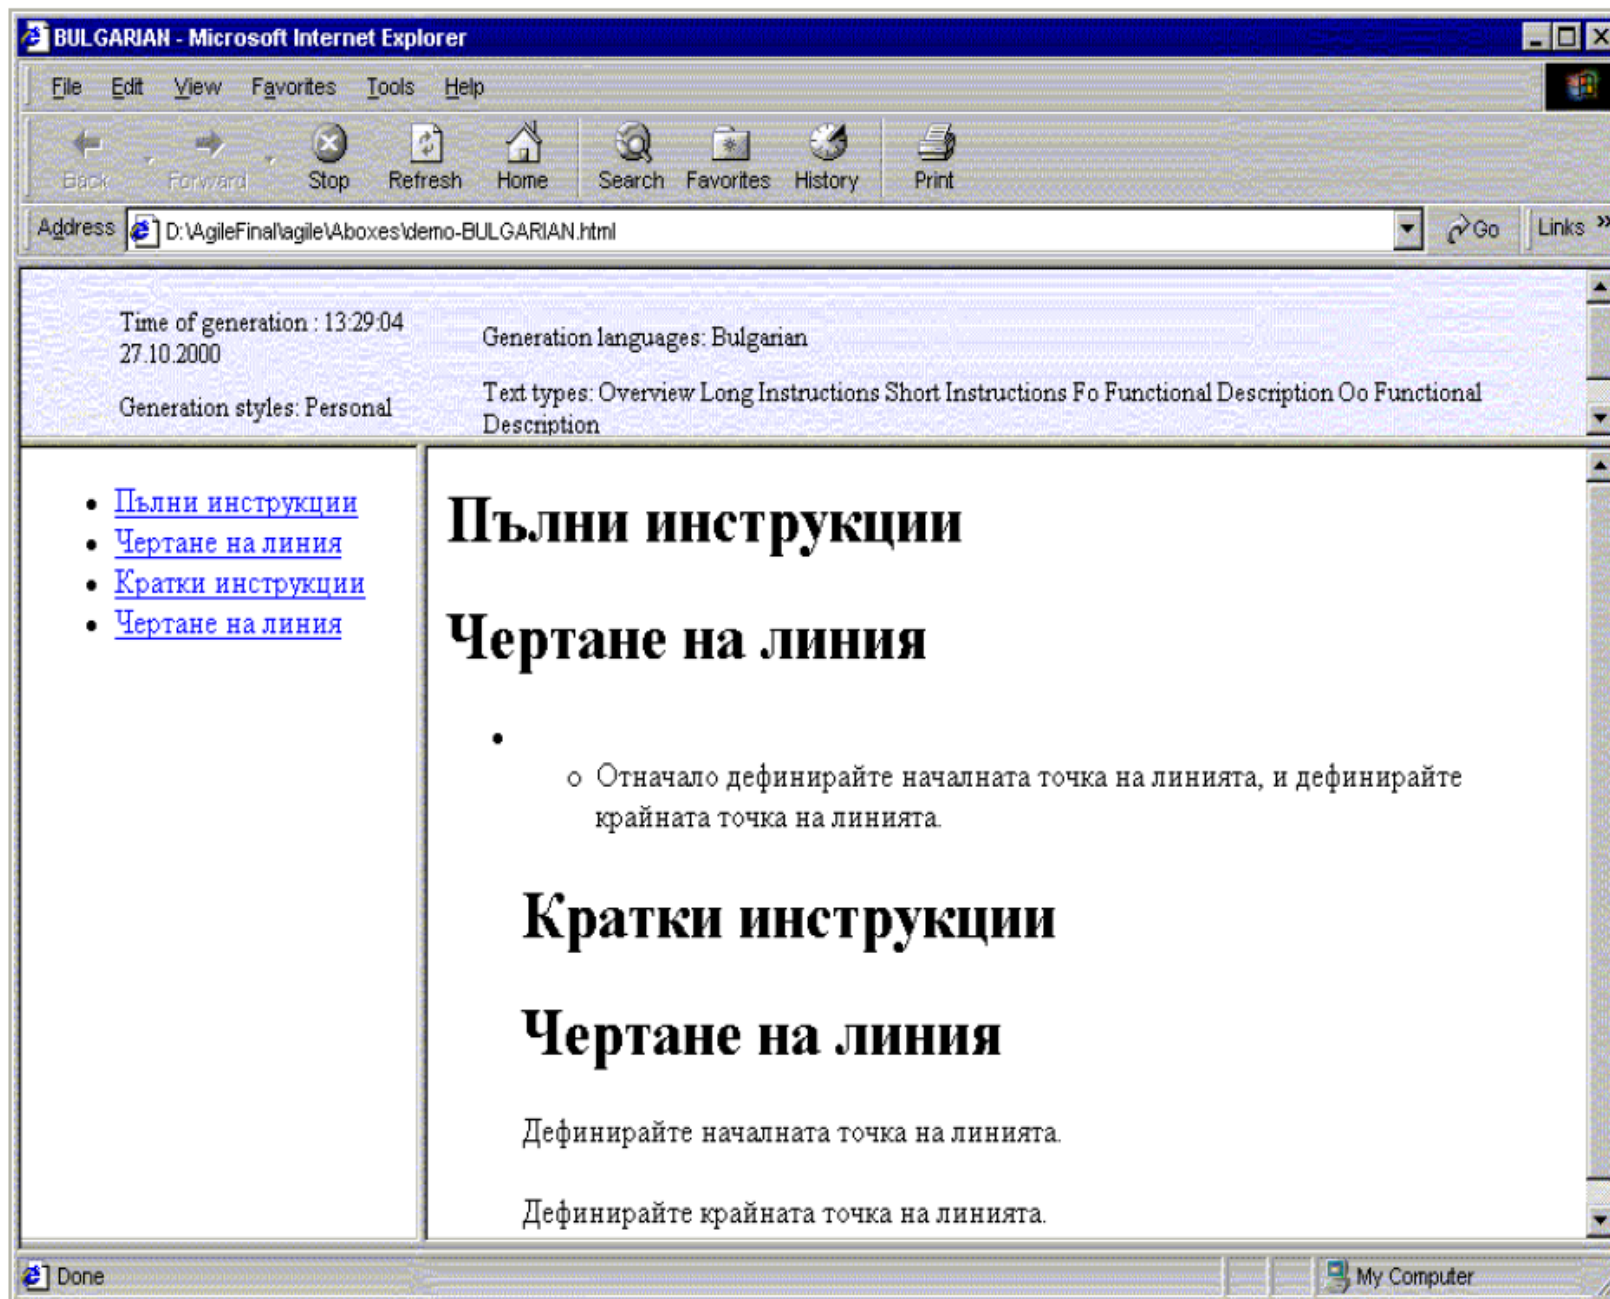 BULGARIAN - Microsoft Internet Explorer
File Edit View Favorites Tools Help
Back Forward Stop Refresh Home Search Favorites History Print
Address D:\AgileFinal\agile\Aboxes\demo-BULGARIAN.html Go Links »
Time of generation : 13:29:04
27.10.2000
Generation styles: Personal
Generation languages: Bulgarian
Text types: Overview Long Instructions Short Instructions Fo Functional Description Oo Functional
Description
Пълни инструкции
Чертане на линия
Кратки инструкции
Чертане на линия
Пълни инструкции
Чертане на линия
Отначало дефинирайте началната точка на линията, и дефинирайте
крайната точка на линията.
Кратки инструкции
Чертане на линия
Дефинирайте началната точка на линията.
Дефинирайте крайната точка на линията.
Done My Computer